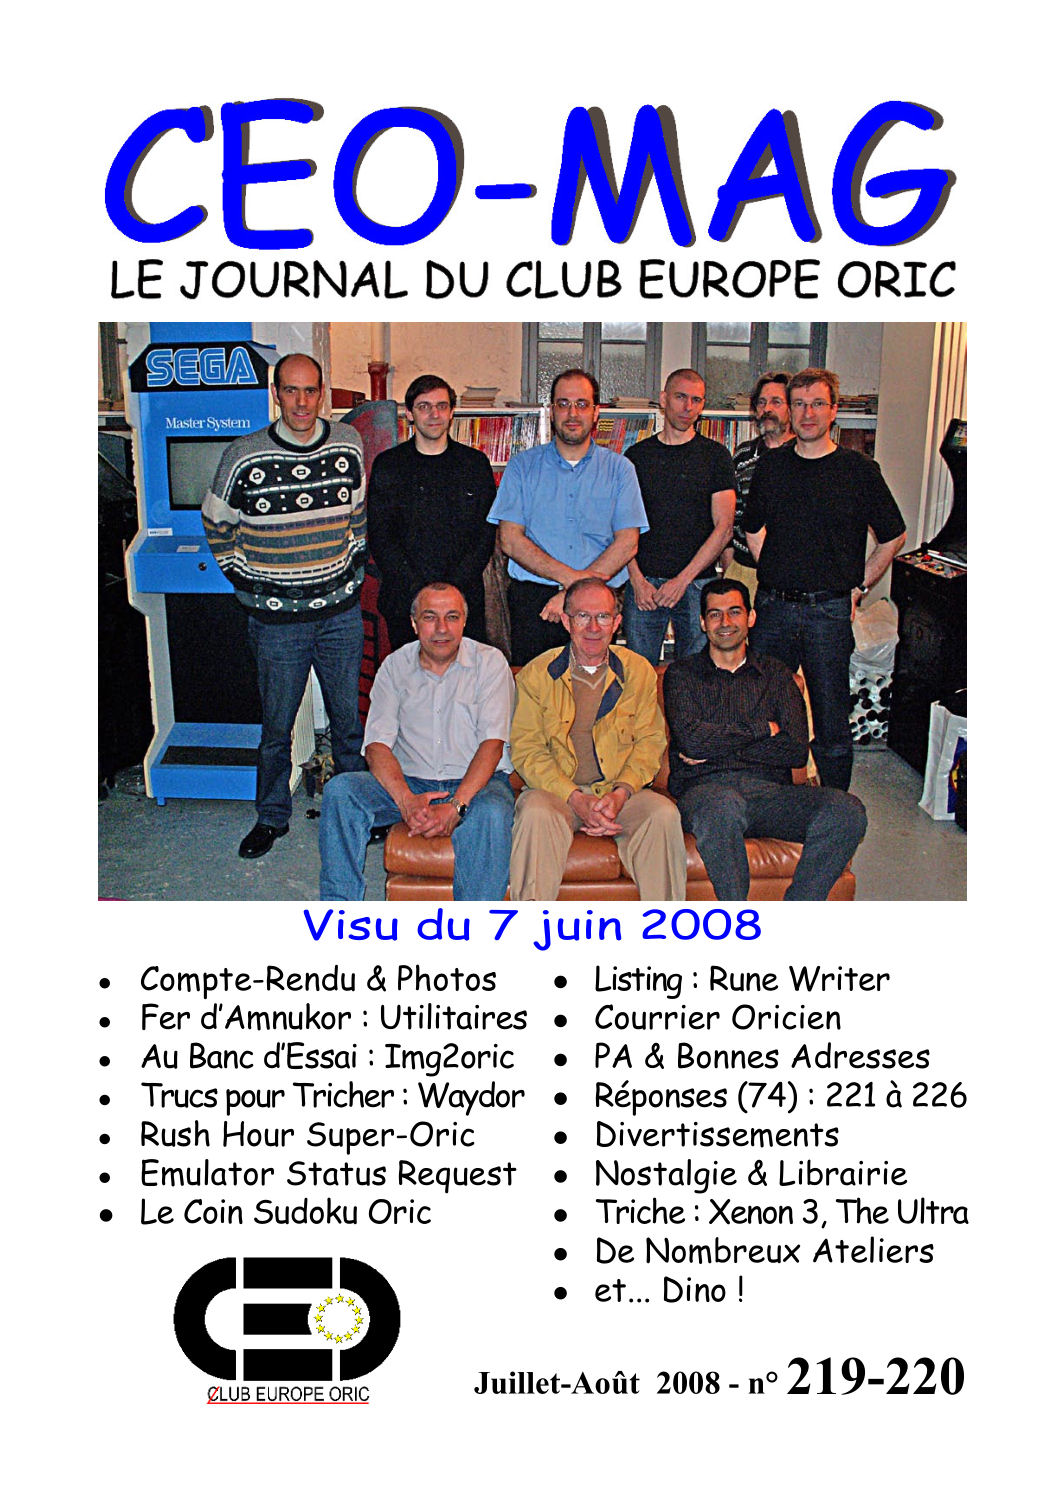 CEO-MAG
LE JOURNAL DU CLUB EUROPE ORIC
SEGA
Master System
Visu du 7 juin 2008
• Compte-Rendu & Photos
• Fer d’Amnukor : Utilitaires
• Au Banc d’Essai : Img2oric
• Trucs pour Tricher : Waydor
• Rush Hour Super-Oric
• Emulator Status Request
• Le Coin Sudoku Oric
• Listing : Rune Writer
• Courrier Oricien
• PA & Bonnes Adresses
• Réponses (74) : 221 à 226
• Divertissements
• Nostalgie & Librairie
• Triche : Xenon 3, The Ultra
• De Nombreux Ateliers
• et... Dino !
CEO
CLUB EUROPE ORIC
Juillet-Août 2008 - n° 219-220